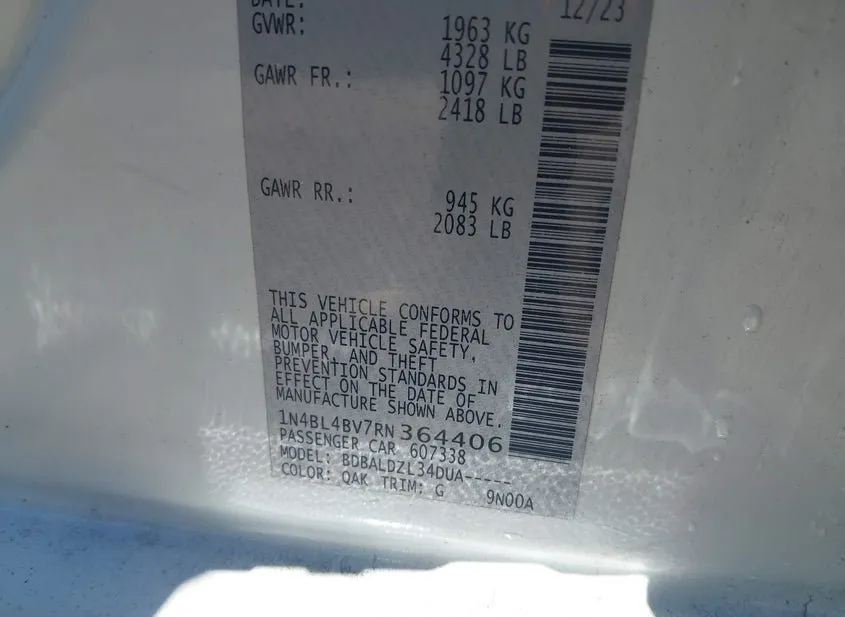 DATE: 12/23
GVWR: 1963 KG
4328 LB
GAWR FR.: 1097 KG
2418 LB
GAWR RR.: 945 KG
2083 LB
THIS VEHICLE CONFORMS TO
ALL APPLICABLE FEDERAL
MOTOR VEHICLE SAFETY,
BUMPER, AND THEFT
PREVENTION STANDARDS IN
EFFECT ON THE DATE OF
MANUFACTURE SHOWN ABOVE.
1N4BL4BV7RN364406
PASSENGER CAR 607338
MODEL: BDBALDZL34DUA-----
COLOR: QAK TRIM: G 9N00A